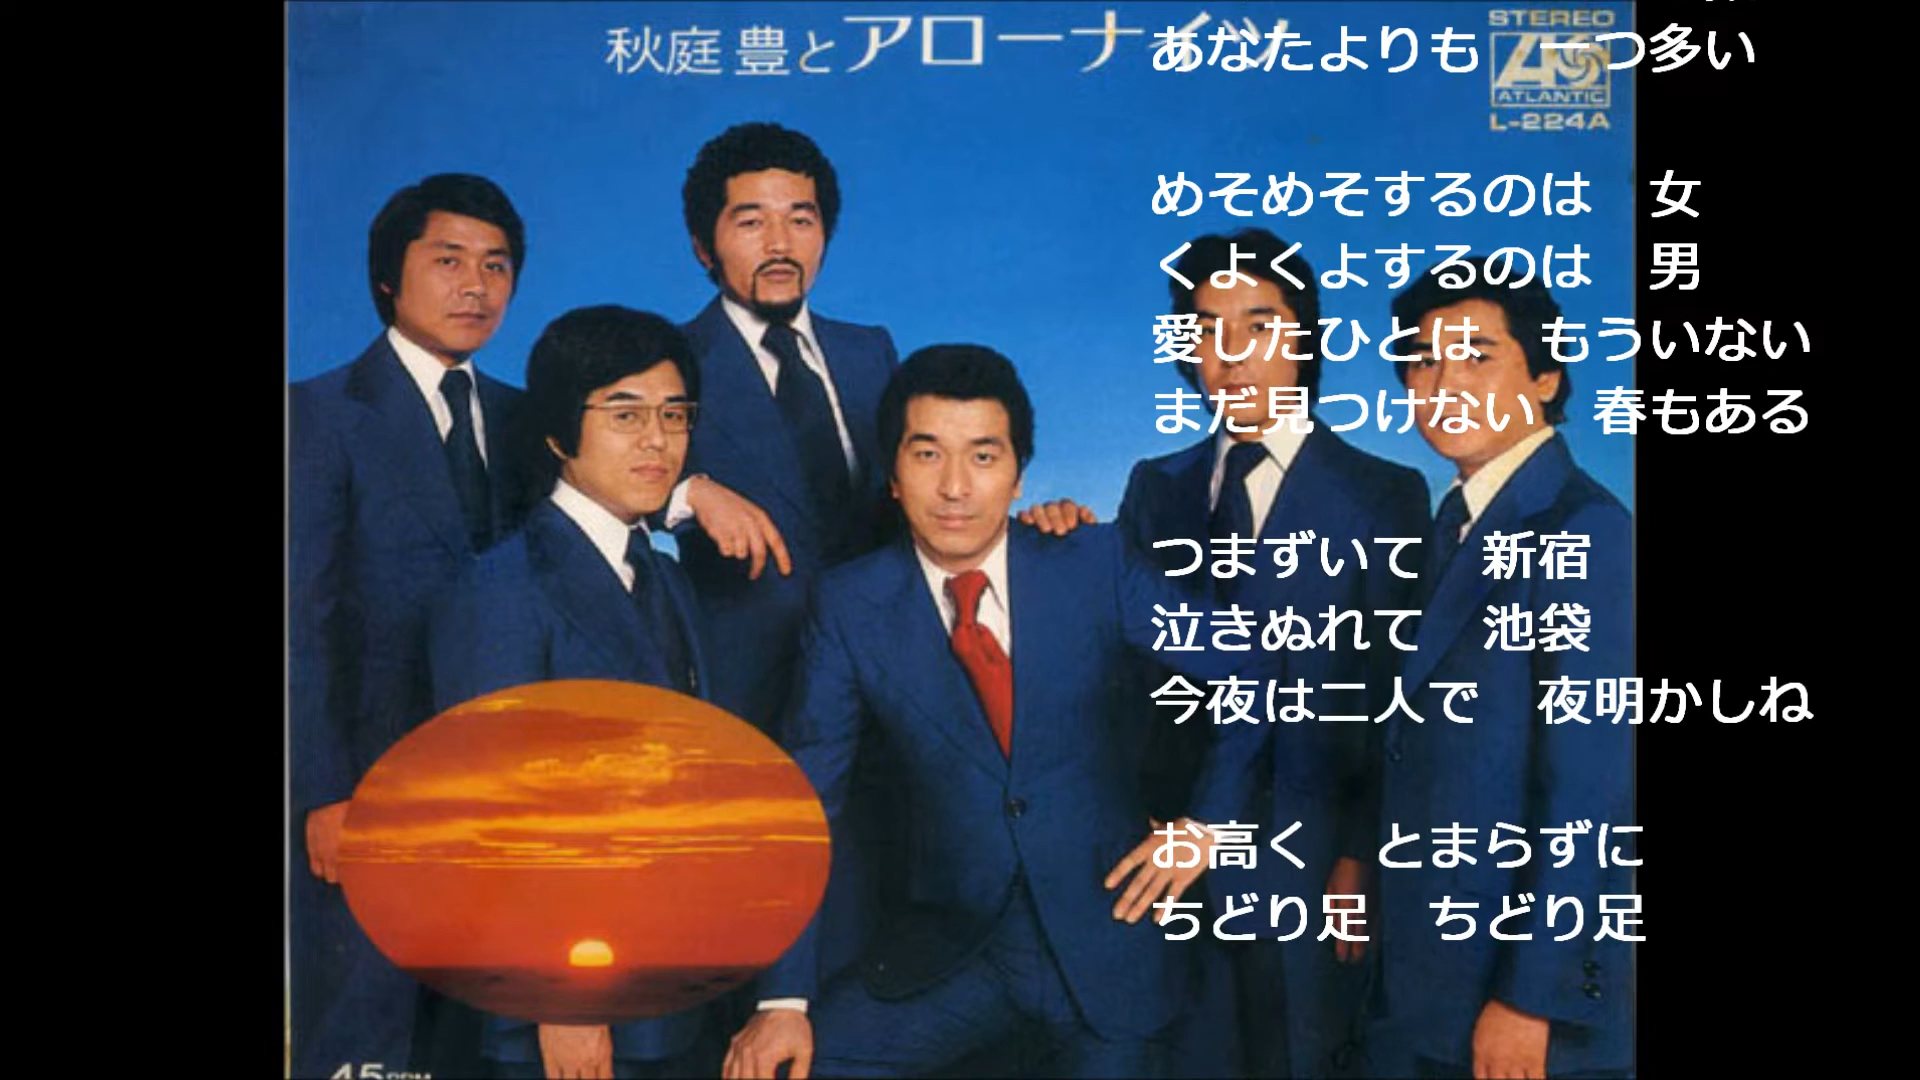 秋庭 豊とアローナイツ
STEREO
ATLANTIC
L-224A
あなたよりも　一つ多い
めそめそするのは　女
くよくよするのは　男
愛したひとは　もういない
まだ見つけない　春もある
つまずいて　新宿
泣きぬれて　池袋
今夜は二人で　夜明かしね
お高く　とまらずに
ちどり足　ちどり足
45RPM